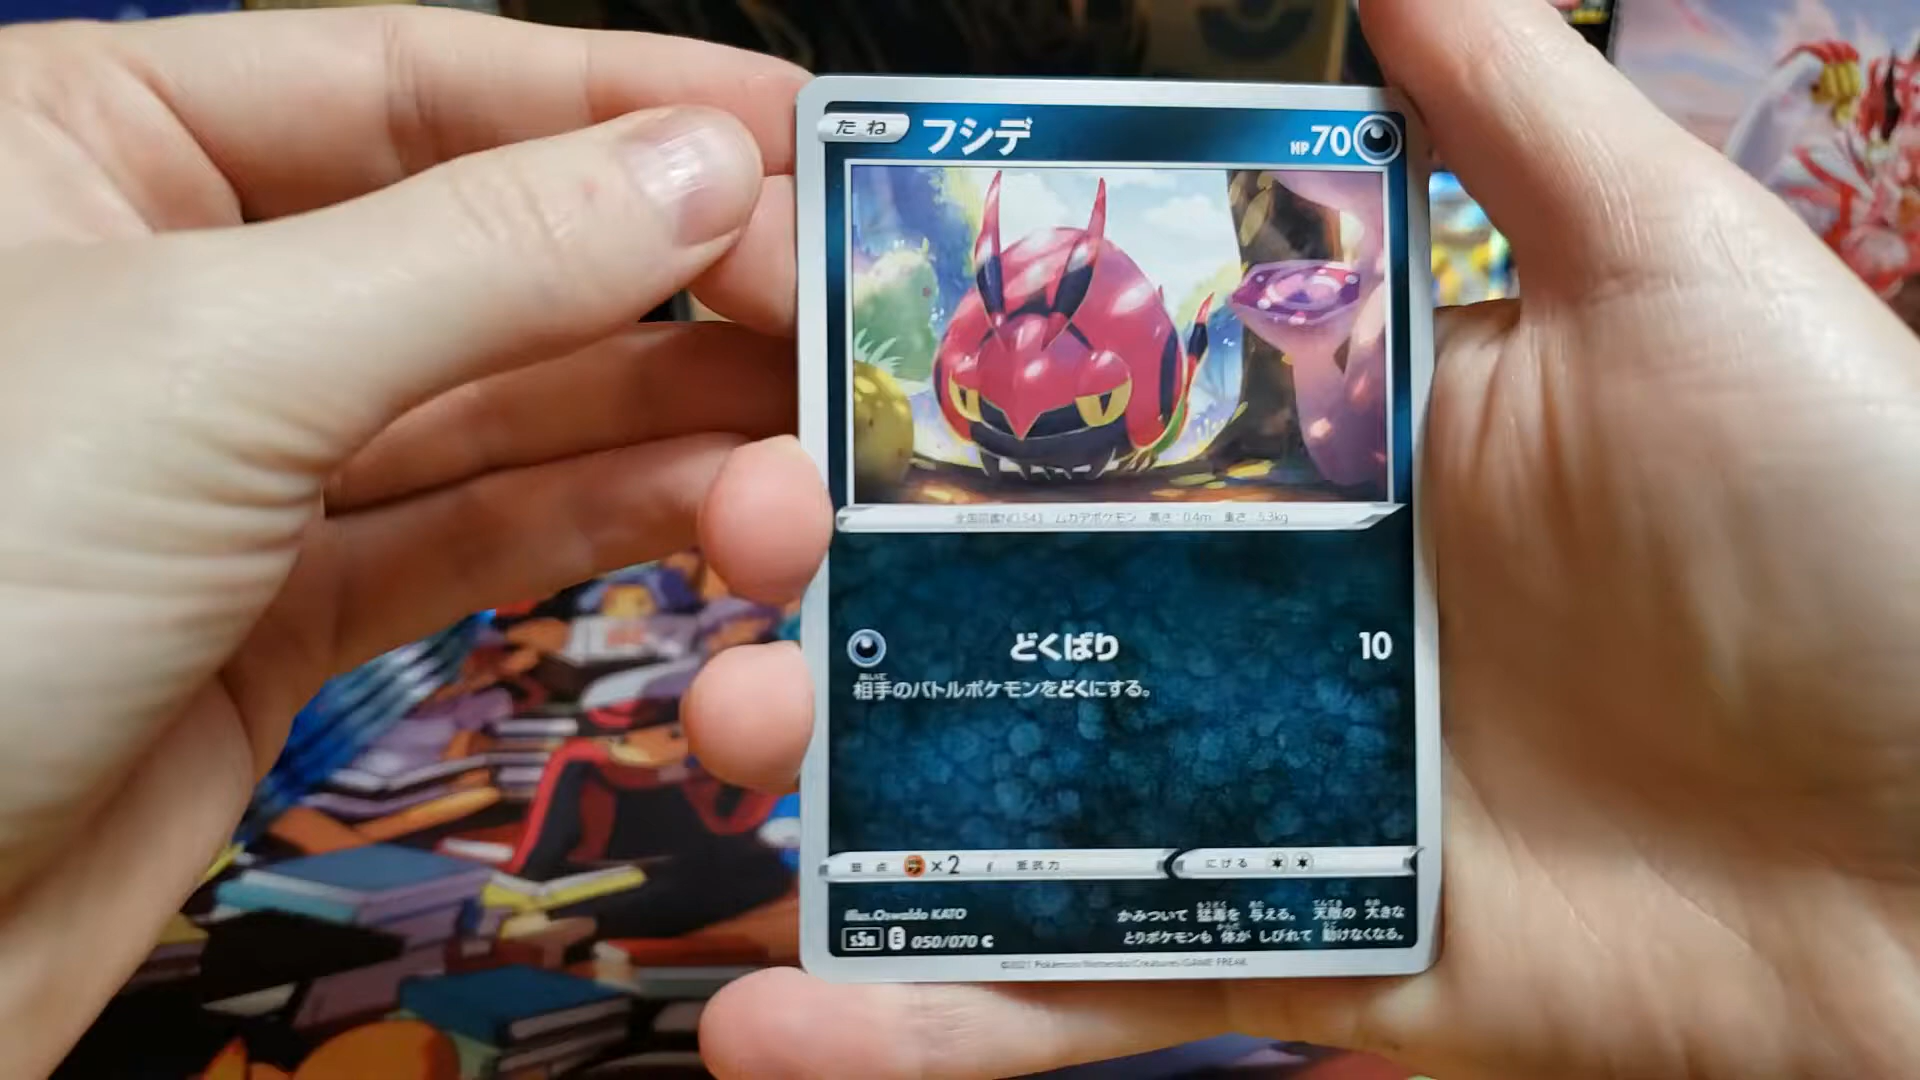 たね フシデ HP70
全国図鑑NO.543 ムカデポケモン 高さ:0.4m 重さ:5.3kg
どくばり 10
相手のバトルポケモンをどくにする。
弱点 ×2 抵抗力 にげる
illus.Oswaldo KATO
かみついて 猛毒を 与える。 天敵の 大きな
とりポケモンも 体が しびれて 動けなくなる。
s5a E 050/070 C
©2021 Pokémon/Nintendo/Creatures/GAME FREAK.